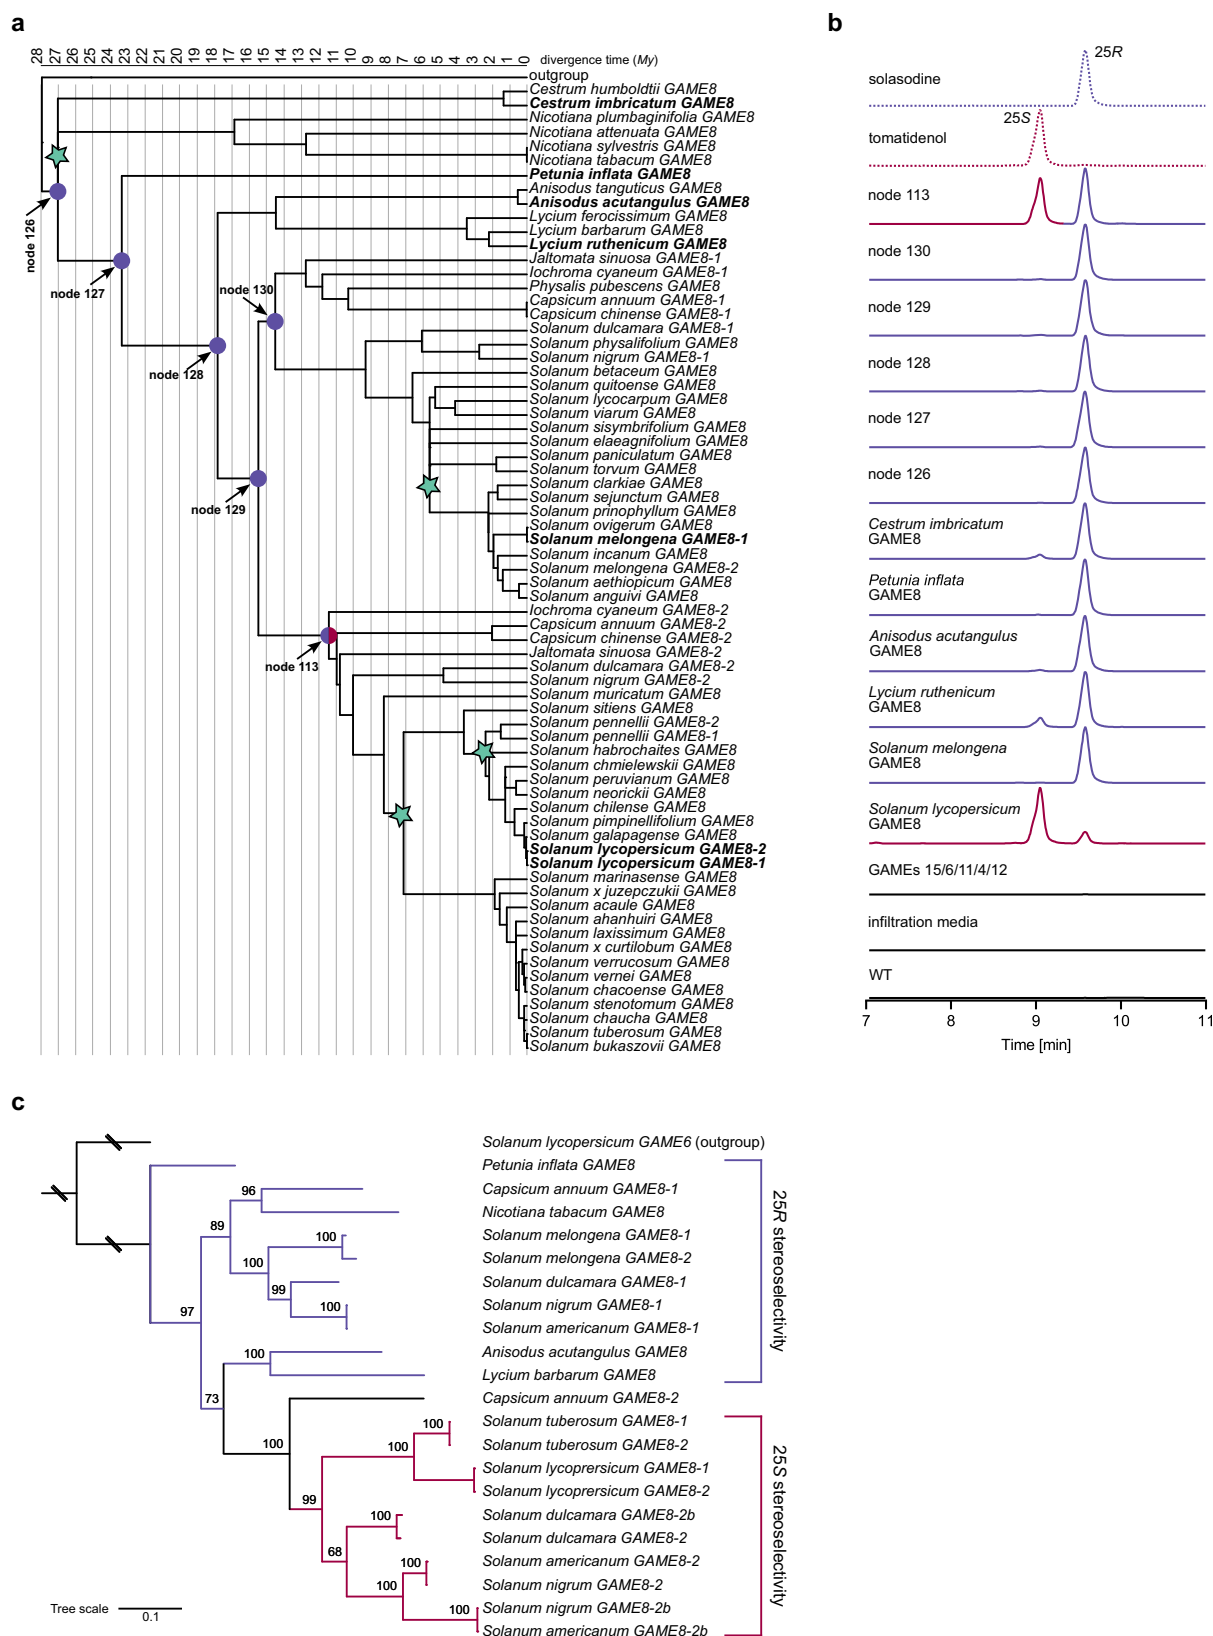 a
28 27 26 25 24 23 22 21 20 19 18 17 16 15 14 13 12 11 10 9 8 7 6 5 4 3 2 1 0 divergence time (My)
outgroup
Cestrum humboldtii GAME8
Cestrum imbricatum GAME8
Nicotiana plumbaginifolia GAME8
Nicotiana attenuata GAME8
Nicotiana sylvestris GAME8
Nicotiana tabacum GAME8
Petunia inflata GAME8
Anisodus tanguticus GAME8
Anisodus acutangulus GAME8
Lycium ferocissimum GAME8
Lycium barbarum GAME8
Lycium ruthenicum GAME8
Jaltomata sinuosa GAME8-1
Iochroma cyaneum GAME8-1
Physalis pubescens GAME8
Capsicum annuum GAME8-1
Capsicum chinense GAME8-1
Solanum dulcamara GAME8-1
Solanum physalifolium GAME8
Solanum nigrum GAME8-1
Solanum betaceum GAME8
Solanum quitoense GAME8
Solanum lycocarpum GAME8
Solanum viarum GAME8
Solanum sisymbrifolium GAME8
Solanum elaeagnifolium GAME8
Solanum paniculatum GAME8
Solanum torvum GAME8
Solanum clarkiae GAME8
Solanum sejunctum GAME8
Solanum prinophyllum GAME8
Solanum ovigerum GAME8
Solanum melongena GAME8-1
Solanum incanum GAME8
Solanum melongena GAME8-2
Solanum aethiopicum GAME8
Solanum anguivi GAME8
Iochroma cyaneum GAME8-2
Capsicum annuum GAME8-2
Capsicum chinense GAME8-2
Jaltomata sinuosa GAME8-2
Solanum dulcamara GAME8-2
Solanum nigrum GAME8-2
Solanum muricatum GAME8
Solanum sitiens GAME8
Solanum pennellii GAME8-2
Solanum pennellii GAME8-1
Solanum habrochaites GAME8
Solanum chmielewskii GAME8
Solanum peruvianum GAME8
Solanum neorickii GAME8
Solanum chilense GAME8
Solanum pimpinellifolium GAME8
Solanum galapagense GAME8
Solanum lycopersicum GAME8-2
Solanum lycopersicum GAME8-1
Solanum marinasense GAME8
Solanum x juzepczukii GAME8
Solanum acaule GAME8
Solanum ahanhuiri GAME8
Solanum laxissimum GAME8
Solanum x curtilobum GAME8
Solanum verrucosum GAME8
Solanum vernei GAME8
Solanum chacoense GAME8
Solanum stenotomum GAME8
Solanum chaucha GAME8
Solanum tuberosum GAME8
Solanum bukaszovii GAME8
node 126
node 127
node 128
node 130
node 129
node 113
b
25R
solasodine
25S
tomatidenol
node 113
node 130
node 129
node 128
node 127
node 126
Cestrum imbricatum
GAME8
Petunia inflata
GAME8
Anisodus acutangulus
GAME8
Lycium ruthenicum
GAME8
Solanum melongena
GAME8
Solanum lycopersicum
GAME8
GAMEs 15/6/11/4/12
infiltration media
WT
7 8 9 10 11
Time [min]
c
Solanum lycopersicum GAME6 (outgroup)
Petunia inflata GAME8
Capsicum annuum GAME8-1
Nicotiana tabacum GAME8
Solanum melongena GAME8-1
Solanum melongena GAME8-2
Solanum dulcamara GAME8-1
Solanum nigrum GAME8-1
Solanum americanum GAME8-1
Anisodus acutangulus GAME8
Lycium barbarum GAME8
Capsicum annuum GAME8-2
Solanum tuberosum GAME8-1
Solanum tuberosum GAME8-2
Solanum lycoprersicum GAME8-1
Solanum lycoprersicum GAME8-2
Solanum dulcamara GAME8-2b
Solanum dulcamara GAME8-2
Solanum americanum GAME8-2
Solanum nigrum GAME8-2
Solanum nigrum GAME8-2b
Solanum americanum GAME8-2b
96
89
100
100
99
100
97
100
73
100
100
100
99
100
68
100
100
100
25R stereoselectivity
25S stereoselectivity
Tree scale
0.1